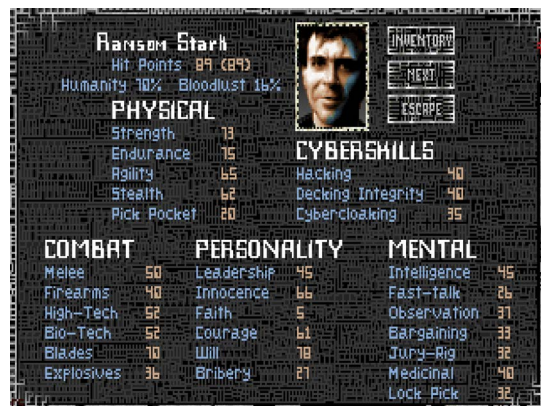 Ransom Stark
Hit Points 89 (89)
Humanity 70% Bloodlust 16%
INVENTORY
NEXT
ESCAPE
PHYSICAL
Strength 73
Endurance 75
Agility 65
Stealth 62
Pick Pocket 20
CYBERSKILLS
Hacking 40
Decking Integrity 40
Cybercloaking 35
COMBAT
Melee 50
Firearms 40
High-Tech 52
Bio-Tech 52
Blades 70
Explosives 36
PERSONALITY
Leadership 45
Innocence 66
Faith 5
Courage 61
Will 78
Bribery 27
MENTAL
Intelligence 45
Fast-talk 26
Observation 37
Bargaining 33
Jury-Rig 32
Medicinal 40
Lock Pick 32